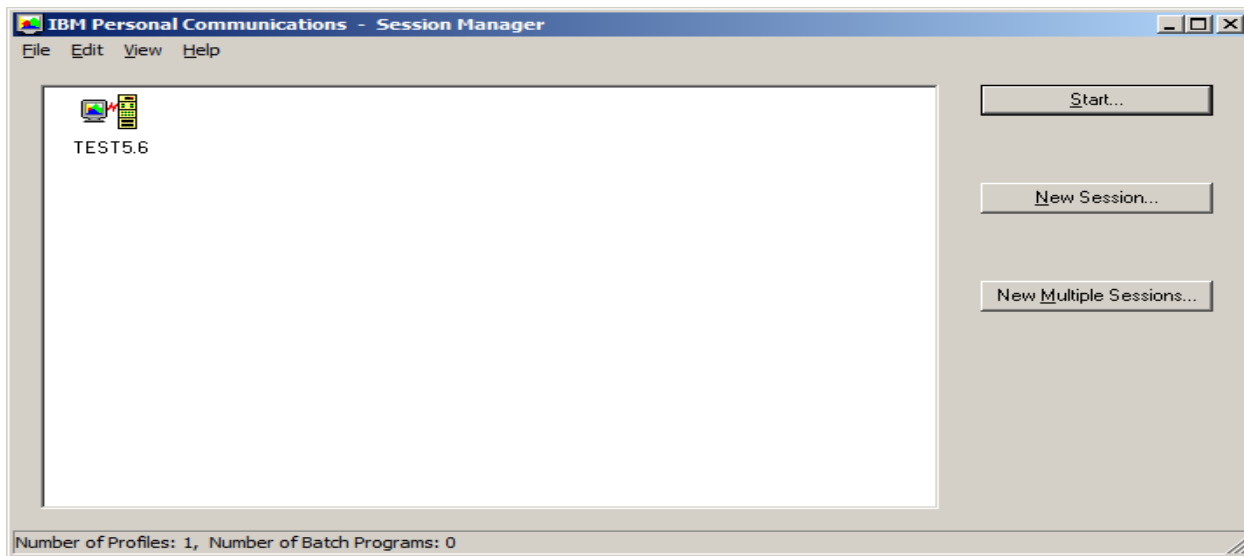 IBM Personal Communications - Session Manager
File Edit View Help
TEST5.6
Start...
New Session...
New Multiple Sessions...
Number of Profiles: 1, Number of Batch Programs: 0